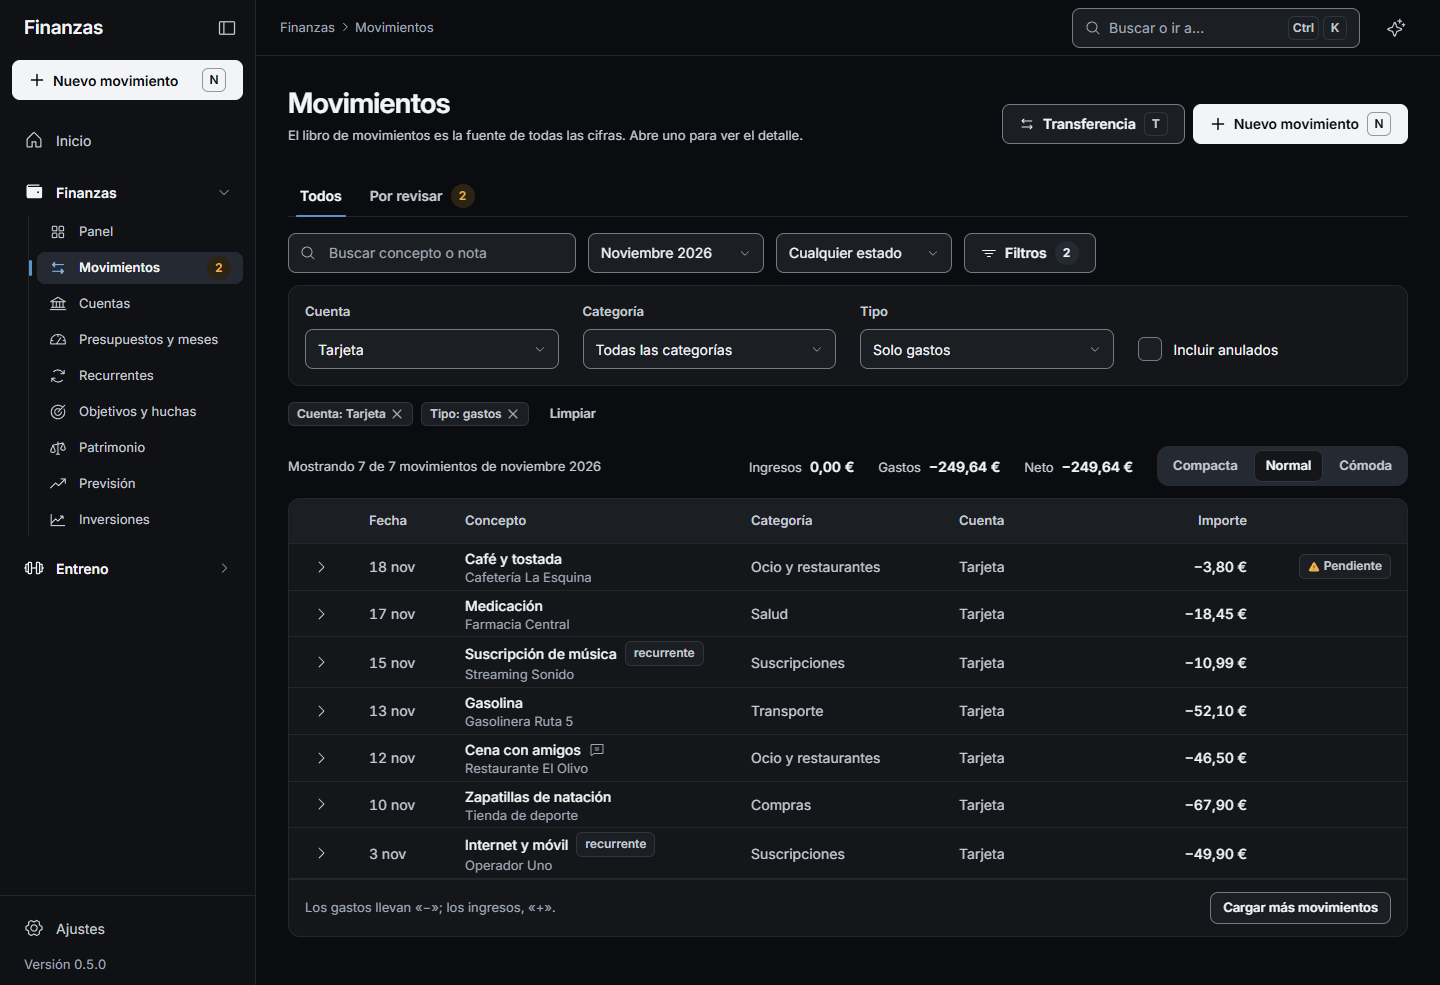 Finanzas
Nuevo movimiento N
Inicio
Finanzas
Panel
Movimientos 2
Cuentas
Presupuestos y meses
Recurrentes
Objetivos y huchas
Patrimonio
Previsión
Inversiones
Entreno
Ajustes
Versión 0.5.0
Finanzas > Movimientos
Buscar o ir a... Ctrl K
Movimientos
El libro de movimientos es la fuente de todas las cifras. Abre uno para ver el detalle.
Transferencia T
Nuevo movimiento N
Todos Por revisar 2
Buscar concepto o nota Noviembre 2026 Cualquier estado Filtros 2
Cuenta Categoría Tipo
Tarjeta Todas las categorías Solo gastos Incluir anulados
Cuenta: Tarjeta Tipo: gastos Limpiar
Mostrando 7 de 7 movimientos de noviembre 2026 Ingresos 0,00 € Gastos −249,64 € Neto −249,64 € Compacta Normal Cómoda
Fecha Concepto Categoría Cuenta Importe
18 nov Café y tostada Ocio y restaurantes Tarjeta −3,80 € Pendiente
Cafetería La Esquina
17 nov Medicación Salud Tarjeta −18,45 €
Farmacia Central
15 nov Suscripción de música recurrente Suscripciones Tarjeta −10,99 €
Streaming Sonido
13 nov Gasolina Transporte Tarjeta −52,10 €
Gasolinera Ruta 5
12 nov Cena con amigos Ocio y restaurantes Tarjeta −46,50 €
Restaurante El Olivo
10 nov Zapatillas de natación Compras Tarjeta −67,90 €
Tienda de deporte
3 nov Internet y móvil recurrente Suscripciones Tarjeta −49,90 €
Operador Uno
Los gastos llevan «−»; los ingresos, «+».
Cargar más movimientos